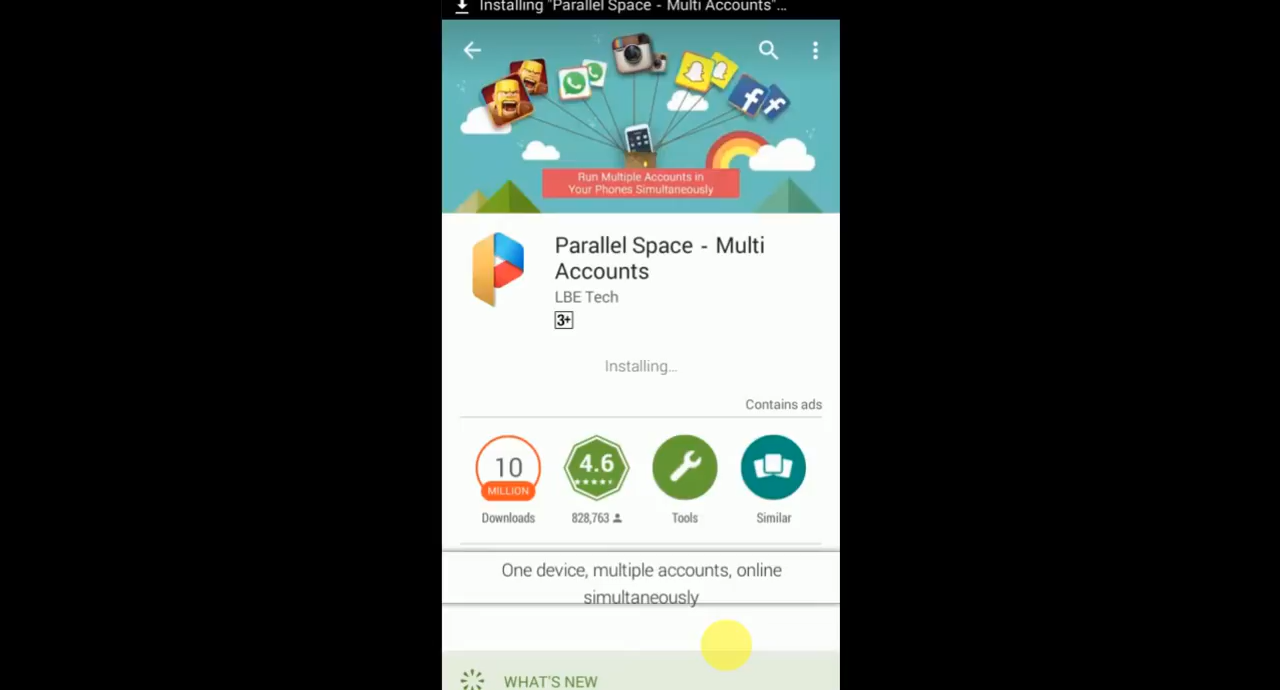 Installing "Parallel Space - Multi Accounts"...
Run Multiple Accounts in
Your Phones Simultaneously
Parallel Space - Multi
Accounts
LBE Tech
3+
Installing...
Contains ads
10
MILLION
4.6
Downloads
828,763
Tools
Similar
One device, multiple accounts, online
simultaneously
WHAT'S NEW